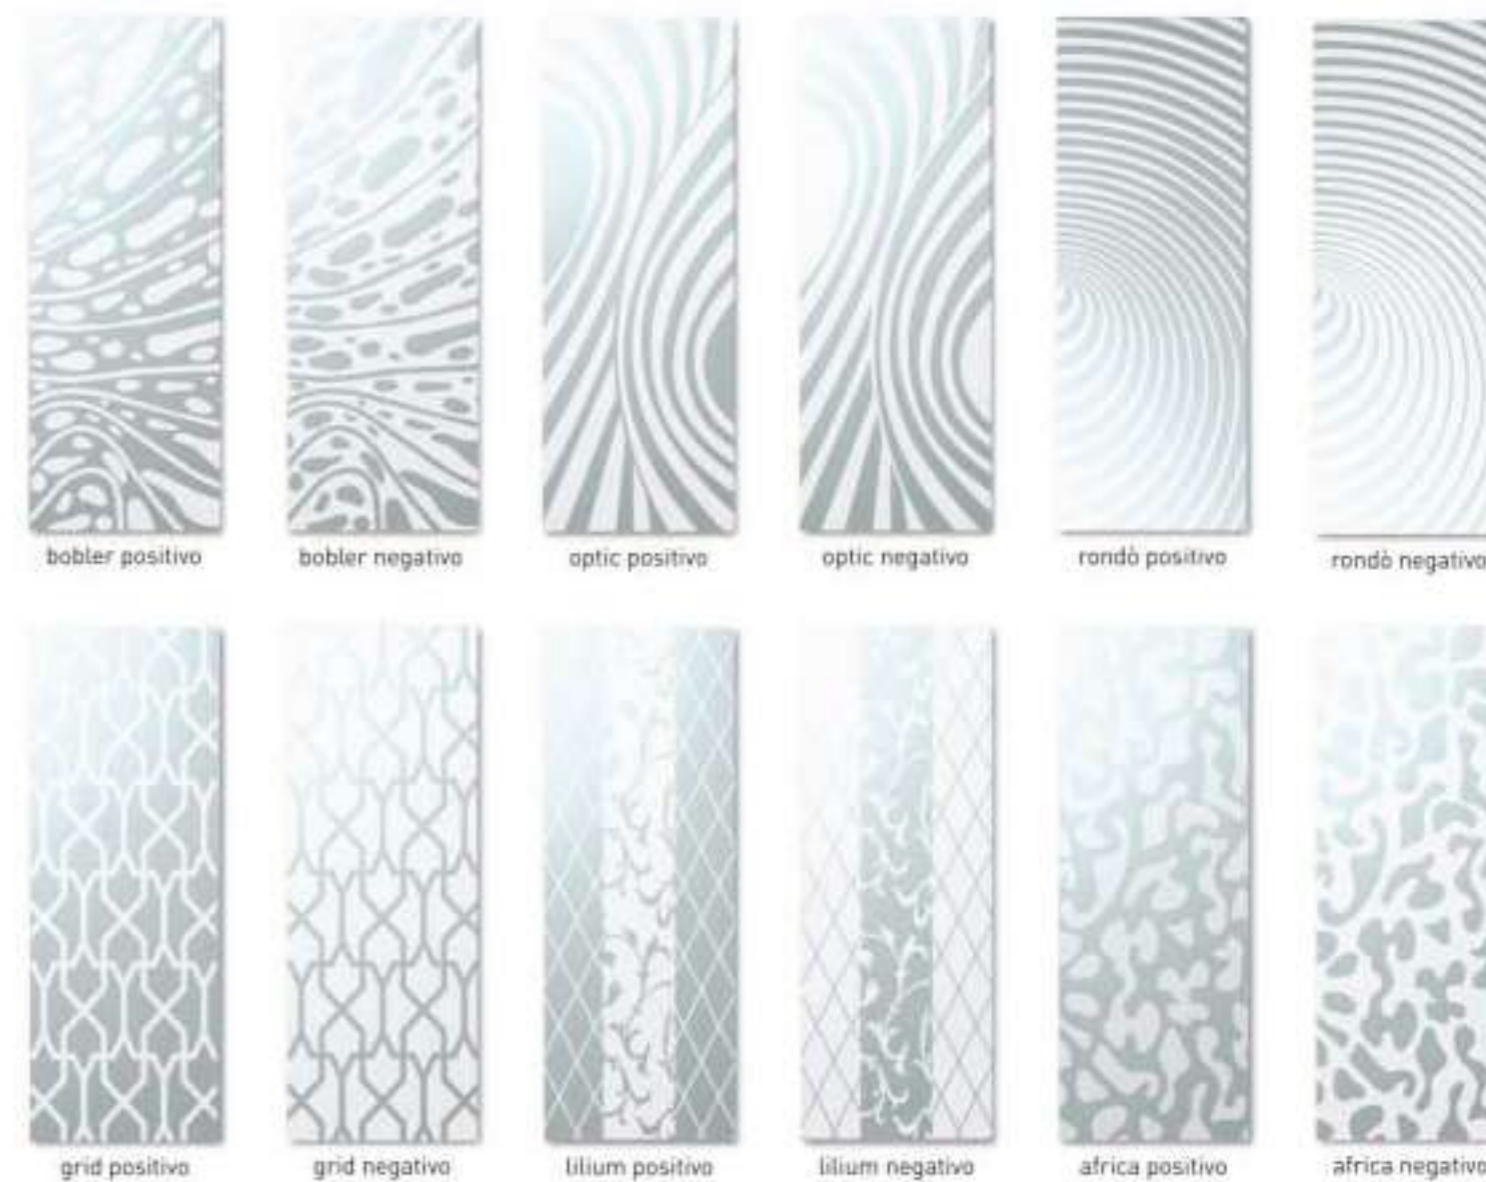 bobler positivo
bobler negativo
optic positivo
optic negativo
rondò positivo
rondò negativo
grid positivo
grid negativo
lilium positivo
lilium negativo
africa positivo
africa negativo